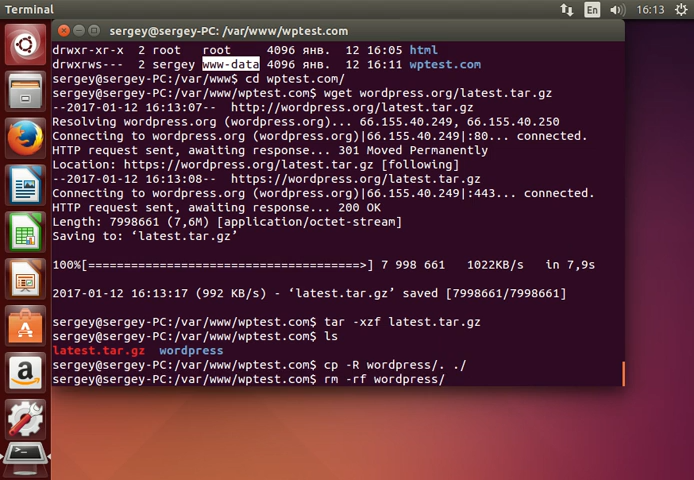 Terminal
En
16:13
sergey@sergey-PC: /var/www/wptest.com
drwxr-xr-x 2 root root 4096 янв. 12 16:05 html
drwxrws--- 2 sergey www-data 4096 янв. 12 16:11 wptest.com
sergey@sergey-PC:/var/www$ cd wptest.com/
sergey@sergey-PC:/var/www/wptest.com$ wget wordpress.org/latest.tar.gz
--2017-01-12 16:13:07-- http://wordpress.org/latest.tar.gz
Resolving wordpress.org (wordpress.org)... 66.155.40.249, 66.155.40.250
Connecting to wordpress.org (wordpress.org)|66.155.40.249|:80... connected.
HTTP request sent, awaiting response... 301 Moved Permanently
Location: https://wordpress.org/latest.tar.gz [following]
--2017-01-12 16:13:08-- https://wordpress.org/latest.tar.gz
Connecting to wordpress.org (wordpress.org)|66.155.40.249|:443... connected.
HTTP request sent, awaiting response... 200 OK
Length: 7998661 (7,6M) [application/octet-stream]
Saving to: ‘latest.tar.gz’
100%[======================================>] 7 998 661 1022KB/s in 7,9s
2017-01-12 16:13:17 (992 KB/s) - ‘latest.tar.gz’ saved [7998661/7998661]
sergey@sergey-PC:/var/www/wptest.com$ tar -xzf latest.tar.gz
sergey@sergey-PC:/var/www/wptest.com$ ls
latest.tar.gz wordpress
sergey@sergey-PC:/var/www/wptest.com$ cp -R wordpress/. ./
sergey@sergey-PC:/var/www/wptest.com$ rm -rf wordpress/